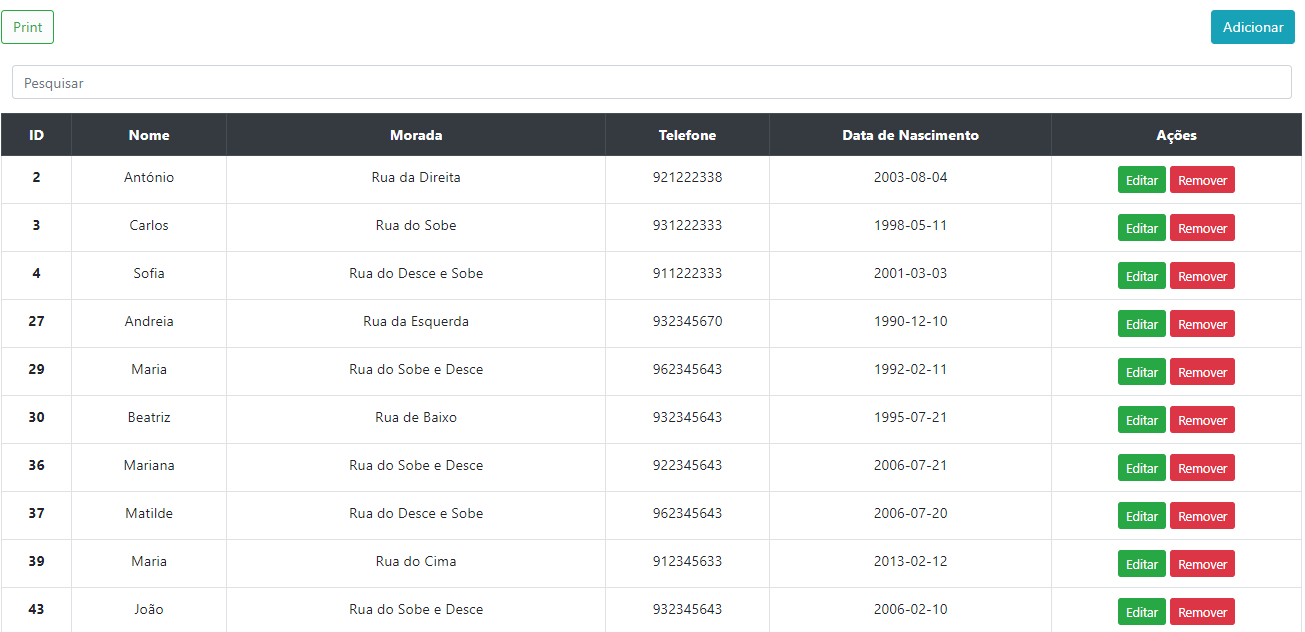 Print Adicionar
Pesquisar
ID Nome Morada Telefone Data de Nascimento Ações
2 António Rua da Direita 921222338 2003-08-04 Editar Remover
3 Carlos Rua do Sobe 931222333 1998-05-11 Editar Remover
4 Sofia Rua do Desce e Sobe 911222333 2001-03-03 Editar Remover
27 Andreia Rua da Esquerda 932345670 1990-12-10 Editar Remover
29 Maria Rua do Sobe e Desce 962345643 1992-02-11 Editar Remover
30 Beatriz Rua de Baixo 932345643 1995-07-21 Editar Remover
36 Mariana Rua do Sobe e Desce 922345643 2006-07-21 Editar Remover
37 Matilde Rua do Desce e Sobe 962345643 2006-07-20 Editar Remover
39 Maria Rua do Cima 912345633 2013-02-12 Editar Remover
43 João Rua do Sobe e Desce 932345643 2006-02-10 Editar Remover